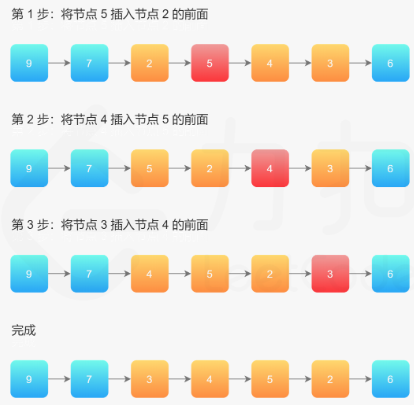 第 1 步：将节点 5 插入节点 2 的前面
9 7 2 5 4 3 6
第 2 步：将节点 4 插入节点 5 的前面
9 7 5 2 4 3 6
第 3 步：将节点 3 插入节点 4 的前面
9 7 4 5 2 3 6
完成
9 7 3 4 5 2 6